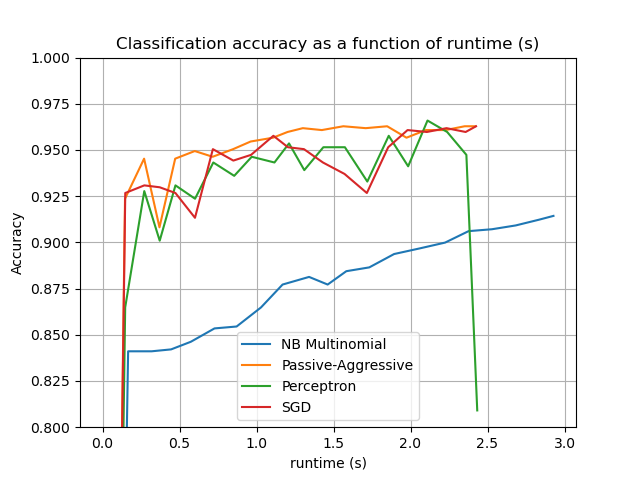 Classification accuracy as a function of runtime (s)
1.000
0.975
0.950
0.925
0.900
0.875
0.850
0.825
0.800
Accuracy
NB Multinomial
Passive-Aggressive
Perceptron
SGD
0.0 0.5 1.0 1.5 2.0 2.5 3.0
runtime (s)